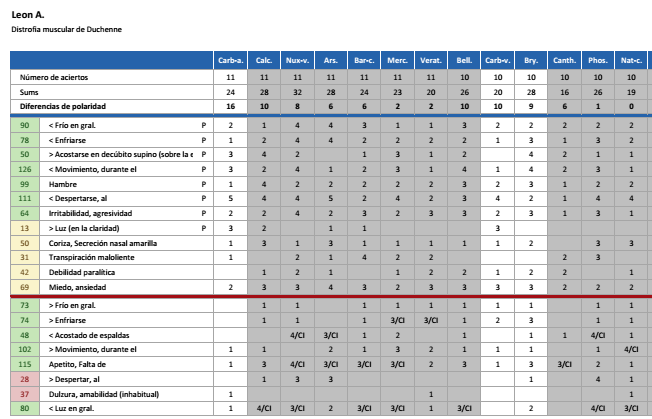 Leon A.
Distrofia muscular de Duchenne
Carb-a. Calc. Nux-v. Ars. Bar-c. Merc. Verat. Bell. Carb-v. Bry. Canth. Phos. Nat-c.
Número de aciertos 11 11 11 11 11 11 11 10 10 10 10 10 10
Sums 24 28 32 28 24 23 20 26 20 28 16 26 19
Diferencias de polaridad 16 10 8 6 6 2 2 10 10 9 6 1 0
90 < Frío en gral. P 2 1 4 4 3 1 1 3 2 2 2 2 2
78 < Enfriarse P 1 2 4 4 2 2 2 2 1 3 1 3 2
50 > Acostarse en decúbito supino (sobre la e P 3 4 2 1 3 1 2 4 2 1 1
126 < Movimiento, durante el P 3 2 4 1 2 3 1 4 1 4 2 3 1
99 Hambre P 1 4 2 2 2 2 2 3 2 3 1 2 2
111 < Despertarse, al P 5 4 4 5 2 4 2 3 4 2 1 4 4
64 Irritabilidad, agresividad P 2 2 4 2 3 2 3 3 2 3 1 3 1
13 > Luz (en la claridad) P 2 2 1 1 3
50 Coriza, Secreción nasal amarilla 1 3 1 3 1 1 1 1 1 2 3 3
31 Transpiración maloliente 1 2 1 4 2 2 2 3
42 Debilidad paralítica 1 2 1 1 2 2 1 2 2 1
69 Miedo, ansiedad 2 3 3 4 3 2 3 3 3 3 2 2 2
73 > Frío en gral. 1 1 1 1 1 1 1 1 1 1 1
74 > Enfriarse 1 1 1 3/CI 3/CI 1 2 3 1 1
48 < Acostado de espaldas 4/CI 3/CI 1 2 1 1 1 4/CI 1
102 > Movimiento, durante el 1 1 2 1 3 2 1 1 1 1 4/CI
115 Apetito, Falta de 1 3 4/CI 3/CI 3/CI 3/CI 2 3 1 3 3/CI 2 1
28 > Despertar, al 1 3 3 1 4 1
37 Dulzura, amabilidad (inhabitual) 1 1 1
80 < Luz en gral. 1 4/CI 3/CI 2 3/CI 3/CI 1 3/CI 2 3/CI 3/CI